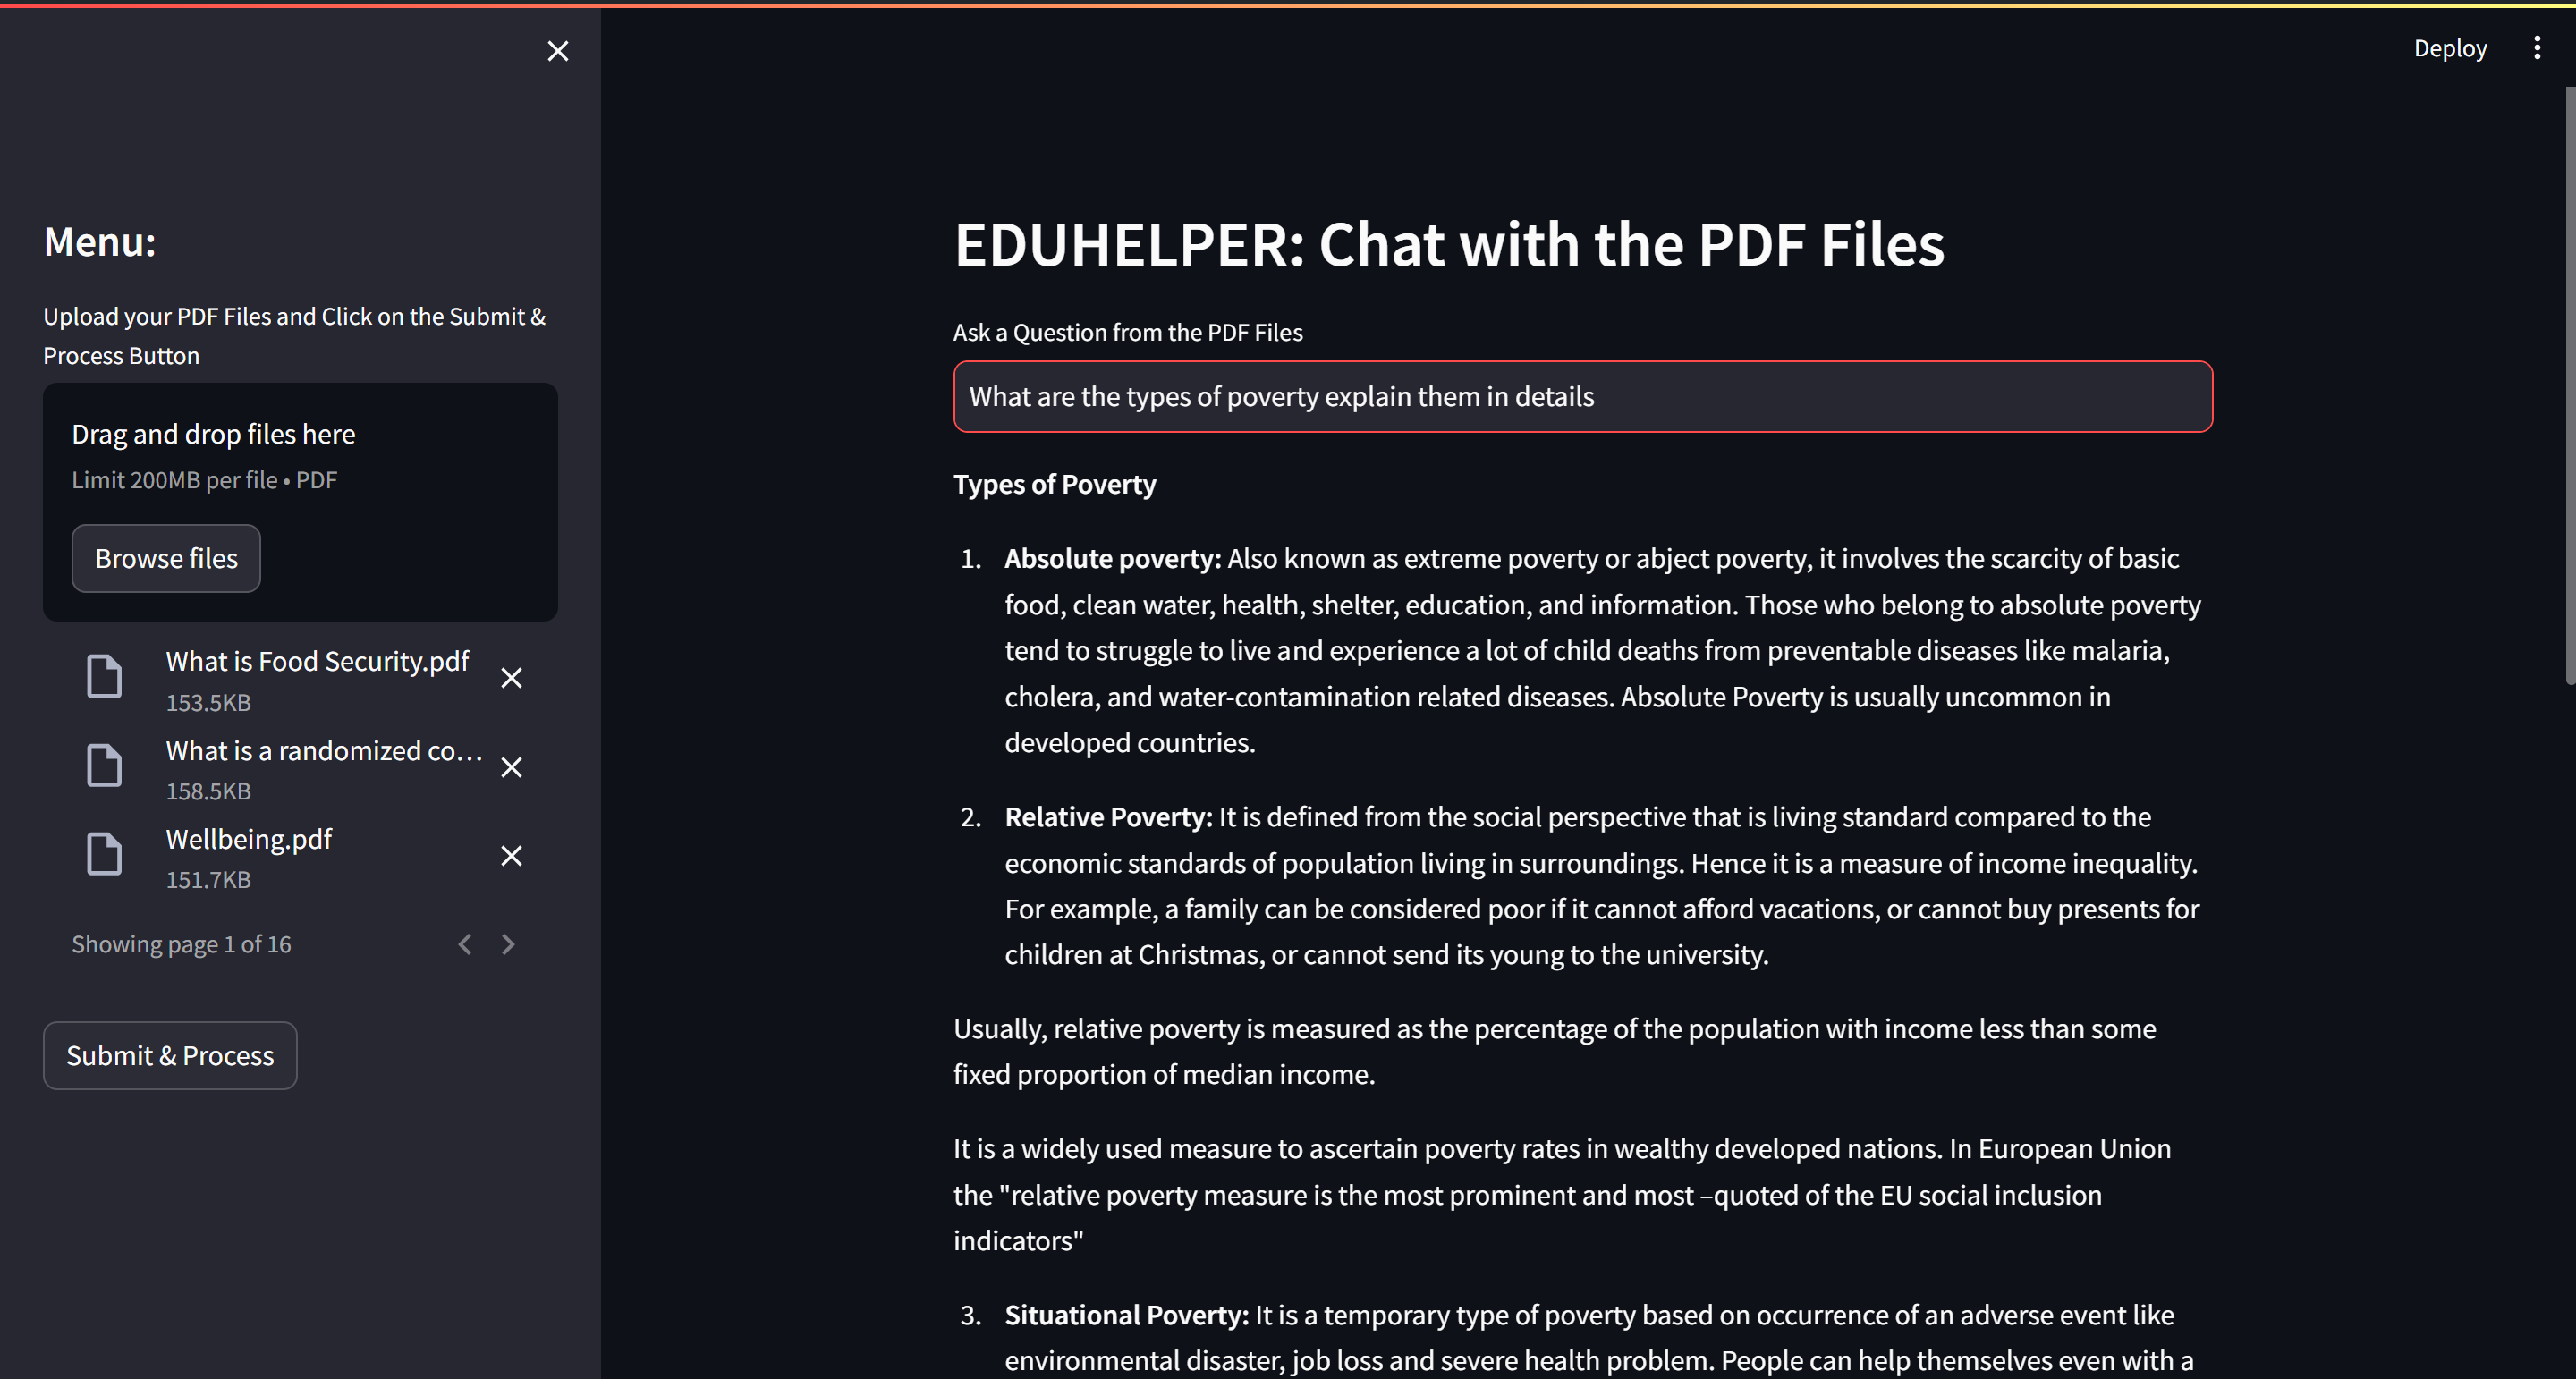 Deploy
Menu:
Upload your PDF Files and Click on the Submit &
Process Button
Drag and drop files here
Limit 200MB per file • PDF
Browse files
What is Food Security.pdf
153.5KB
What is a randomized co...
158.5KB
Wellbeing.pdf
151.7KB
Showing page 1 of 16
Submit & Process
EDUHELPER: Chat with the PDF Files
Ask a Question from the PDF Files
What are the types of poverty explain them in details
Types of Poverty
1. Absolute poverty: Also known as extreme poverty or abject poverty, it involves the scarcity of basic
food, clean water, health, shelter, education, and information. Those who belong to absolute poverty
tend to struggle to live and experience a lot of child deaths from preventable diseases like malaria,
cholera, and water-contamination related diseases. Absolute Poverty is usually uncommon in
developed countries.
2. Relative Poverty: It is defined from the social perspective that is living standard compared to the
economic standards of population living in surroundings. Hence it is a measure of income inequality.
For example, a family can be considered poor if it cannot afford vacations, or cannot buy presents for
children at Christmas, or cannot send its young to the university.
Usually, relative poverty is measured as the percentage of the population with income less than some
fixed proportion of median income.
It is a widely used measure to ascertain poverty rates in wealthy developed nations. In European Union
the "relative poverty measure is the most prominent and most –quoted of the EU social inclusion
indicators"
3. Situational Poverty: It is a temporary type of poverty based on occurrence of an adverse event like
environmental disaster, job loss and severe health problem. People can help themselves even with a